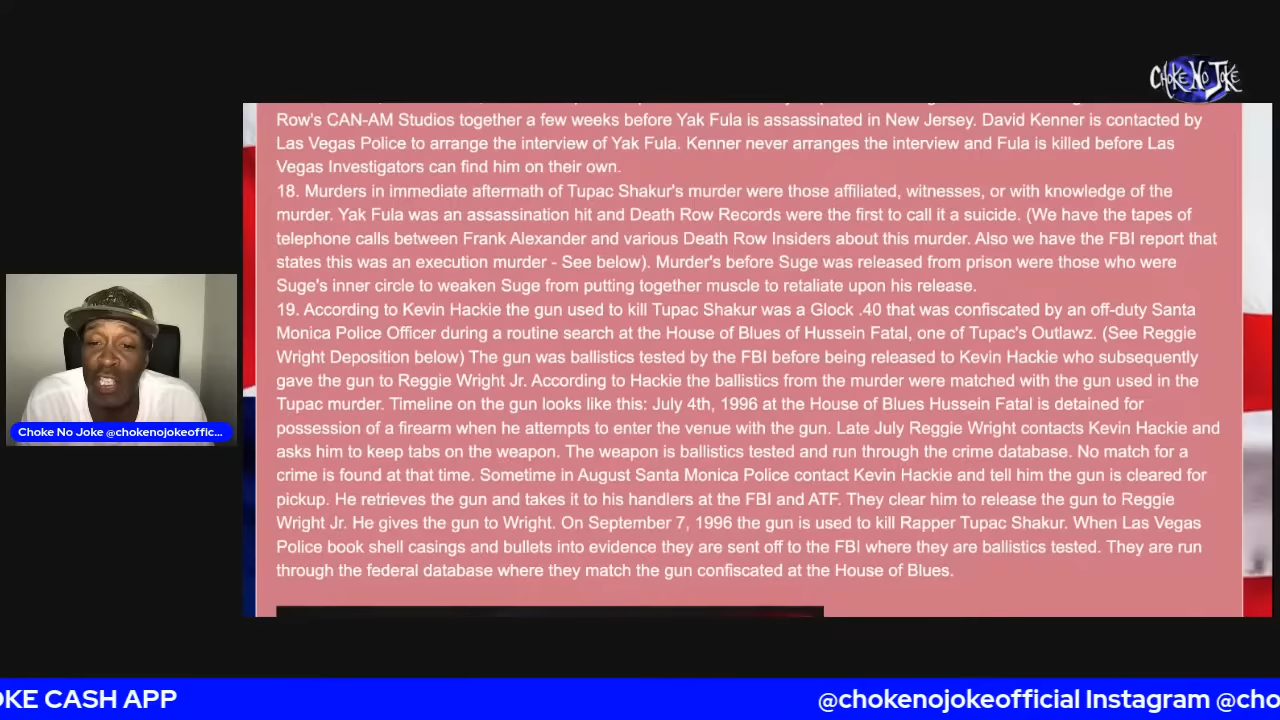 CHOKE NO JOKE
Row's CAN-AM Studios together a few weeks before Yak Fula is assassinated in New Jersey. David Kenner is contacted by
Las Vegas Police to arrange the interview of Yak Fula. Kenner never arranges the interview and Fula is killed before Las
Vegas Investigators can find him on their own.
18. Murders in immediate aftermath of Tupac Shakur's murder were those affiliated, witnesses, or with knowledge of the
murder. Yak Fula was an assassination hit and Death Row Records were the first to call it a suicide. (We have the tapes of
telephone calls between Frank Alexander and various Death Row Insiders about this murder. Also we have the FBI report that
states this was an execution murder - See below). Murder's before Suge was released from prison were those who were
Suge's inner circle to weaken Suge from putting together muscle to retaliate upon his release.
19. According to Kevin Hackie the gun used to kill Tupac Shakur was a Glock .40 that was confiscated by an off-duty Santa
Monica Police Officer during a routine search at the House of Blues of Hussein Fatal, one of Tupac's Outlawz. (See Reggie
Wright Deposition below) The gun was ballistics tested by the FBI before being released to Kevin Hackie who subsequently
gave the gun to Reggie Wright Jr. According to Hackie the ballistics from the murder were matched with the gun used in the
Tupac murder. Timeline on the gun looks like this: July 4th, 1996 at the House of Blues Hussein Fatal is detained for
possession of a firearm when he attempts to enter the venue with the gun. Late July Reggie Wright contacts Kevin Hackie and
asks him to keep tabs on the weapon. The weapon is ballistics tested and run through the crime database. No match for a
crime is found at that time. Sometime in August Santa Monica Police contact Kevin Hackie and tell him the gun is cleared for
pickup. He retrieves the gun and takes it to his handlers at the FBI and ATF. They clear him to release the gun to Reggie
Wright Jr. He gives the gun to Wright. On September 7, 1996 the gun is used to kill Rapper Tupac Shakur. When Las Vegas
Police book shell casings and bullets into evidence they are sent off to the FBI where they are ballistics tested. They are run
through the federal database where they match the gun confiscated at the House of Blues.
Choke No Joke @chokenojokeoffic...
OKE CASH APP
@chokenojokeofficial Instagram @cho